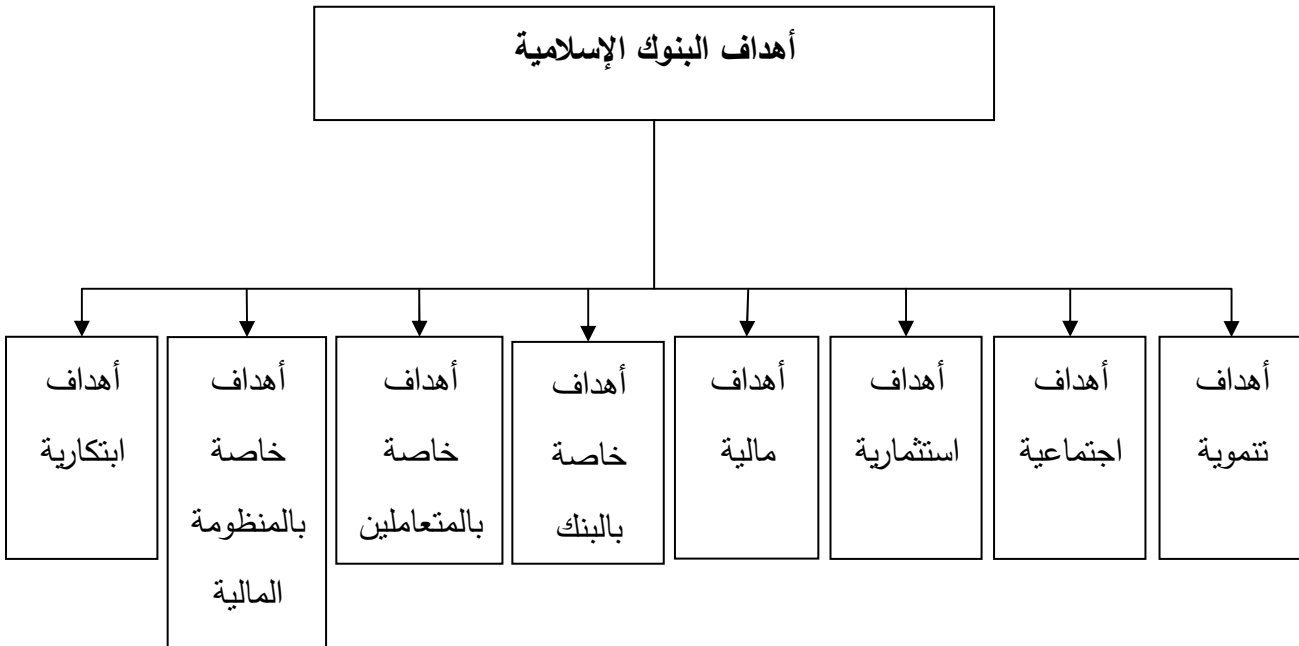 أهداف البنوك الإسلامية
أهداف
تنموية
أهداف
اجتماعية
أهداف
استثمارية
أهداف
مالية
أهداف
خاصة
بالبنك
أهداف
خاصة
بالمتعاملين
أهداف
خاصة
بالمنظومة
المالية
أهداف
ابتكارية